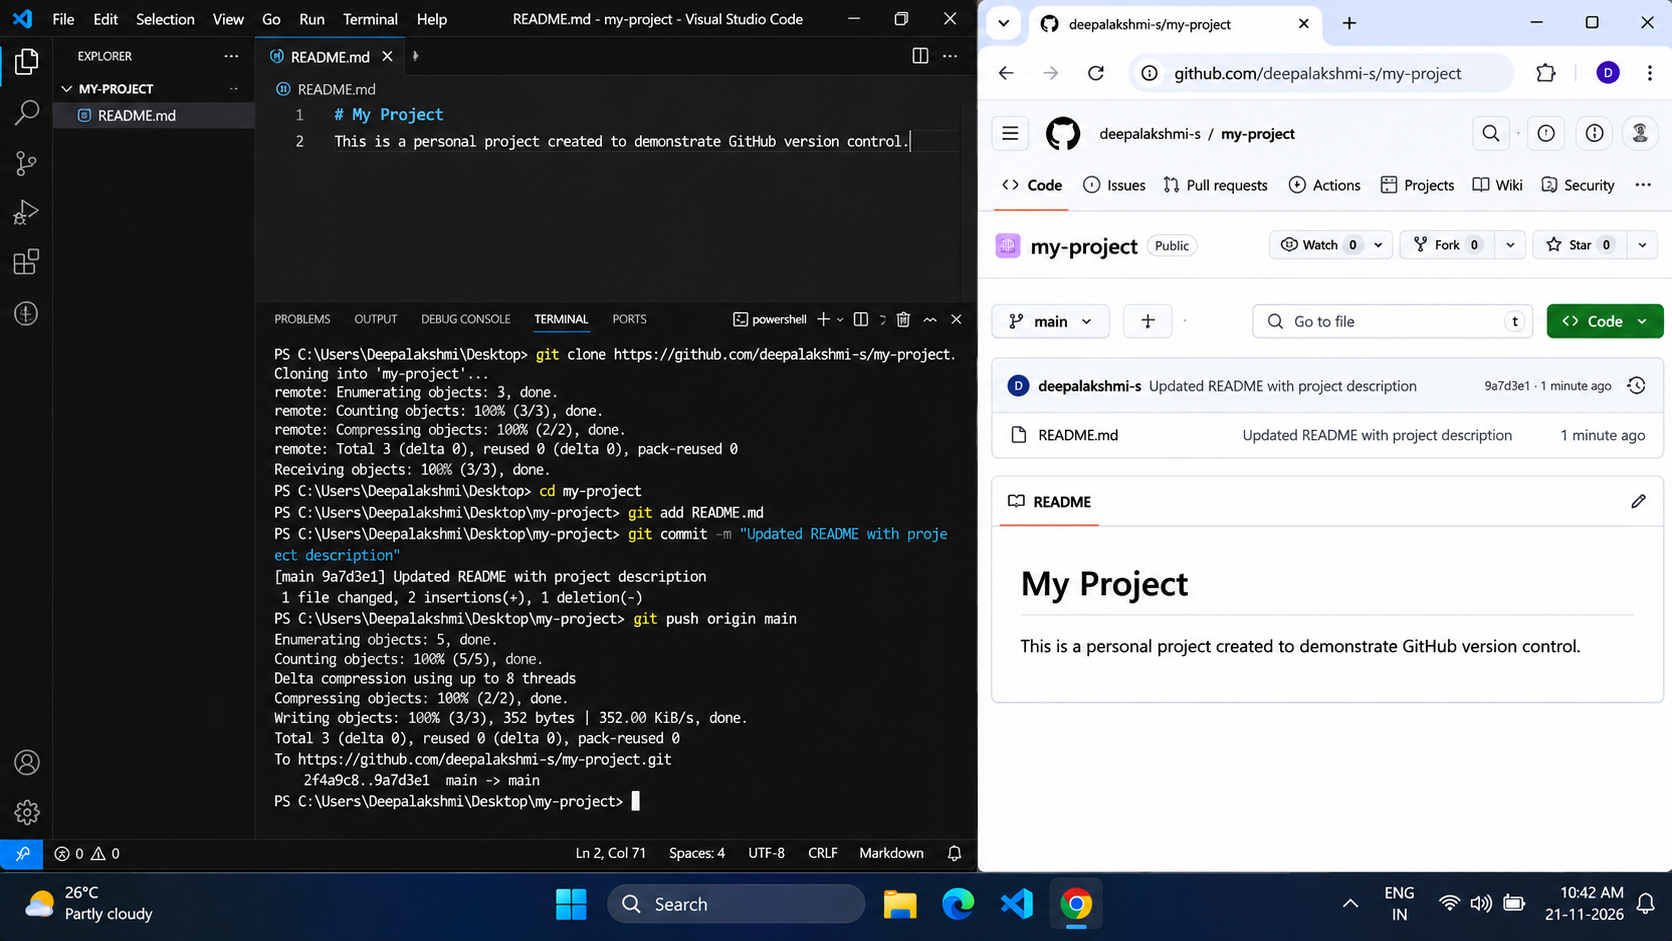 File Edit Selection View Go Run Terminal Help
README.md - my-project - Visual Studio Code
EXPLORER
MY-PROJECT
README.md
README.md
README.md
1 # My Project
2 This is a personal project created to demonstrate GitHub version control.
PROBLEMS OUTPUT DEBUG CONSOLE TERMINAL PORTS
powershell
PS C:\Users\Deepalakshmi\Desktop> git clone https://github.com/deepalakshmi-s/my-project.
Cloning into 'my-project'...
remote: Enumerating objects: 3, done.
remote: Counting objects: 100% (3/3), done.
remote: Compressing objects: 100% (2/2), done.
remote: Total 3 (delta 0), reused 0 (delta 0), pack-reused 0
Receiving objects: 100% (3/3), done.
PS C:\Users\Deepalakshmi\Desktop> cd my-project
PS C:\Users\Deepalakshmi\Desktop\my-project> git add README.md
PS C:\Users\Deepalakshmi\Desktop\my-project> git commit -m "Updated README with proje
ect description"
[main 9a7d3e1] Updated README with project description
1 file changed, 2 insertions(+), 1 deletion(-)
PS C:\Users\Deepalakshmi\Desktop\my-project> git push origin main
Enumerating objects: 5, done.
Counting objects: 100% (5/5), done.
Delta compression using up to 8 threads
Compressing objects: 100% (2/2), done.
Writing objects: 100% (3/3), 352 bytes | 352.00 KiB/s, done.
Total 3 (delta 0), reused 0 (delta 0), pack-reused 0
To https://github.com/deepalakshmi-s/my-project.git
2f4a9c8..9a7d3e1 main -> main
PS C:\Users\Deepalakshmi\Desktop\my-project>
0 0
Ln 2, Col 71 Spaces: 4 UTF-8 CRLF Markdown
deepalakshmi-s/my-project
github.com/deepalakshmi-s/my-project
D
deepalakshmi-s / my-project
Code Issues Pull requests Actions Projects Wiki Security
my-project Public
Watch 0 Fork 0 Star 0
main
Go to file t
Code
D deepalakshmi-s Updated README with project description 9a7d3e1 · 1 minute ago
README.md Updated README with project description 1 minute ago
README
My Project
This is a personal project created to demonstrate GitHub version control.
26°C
Partly cloudy
Search
ENG
IN
10:42 AM
21-11-2026